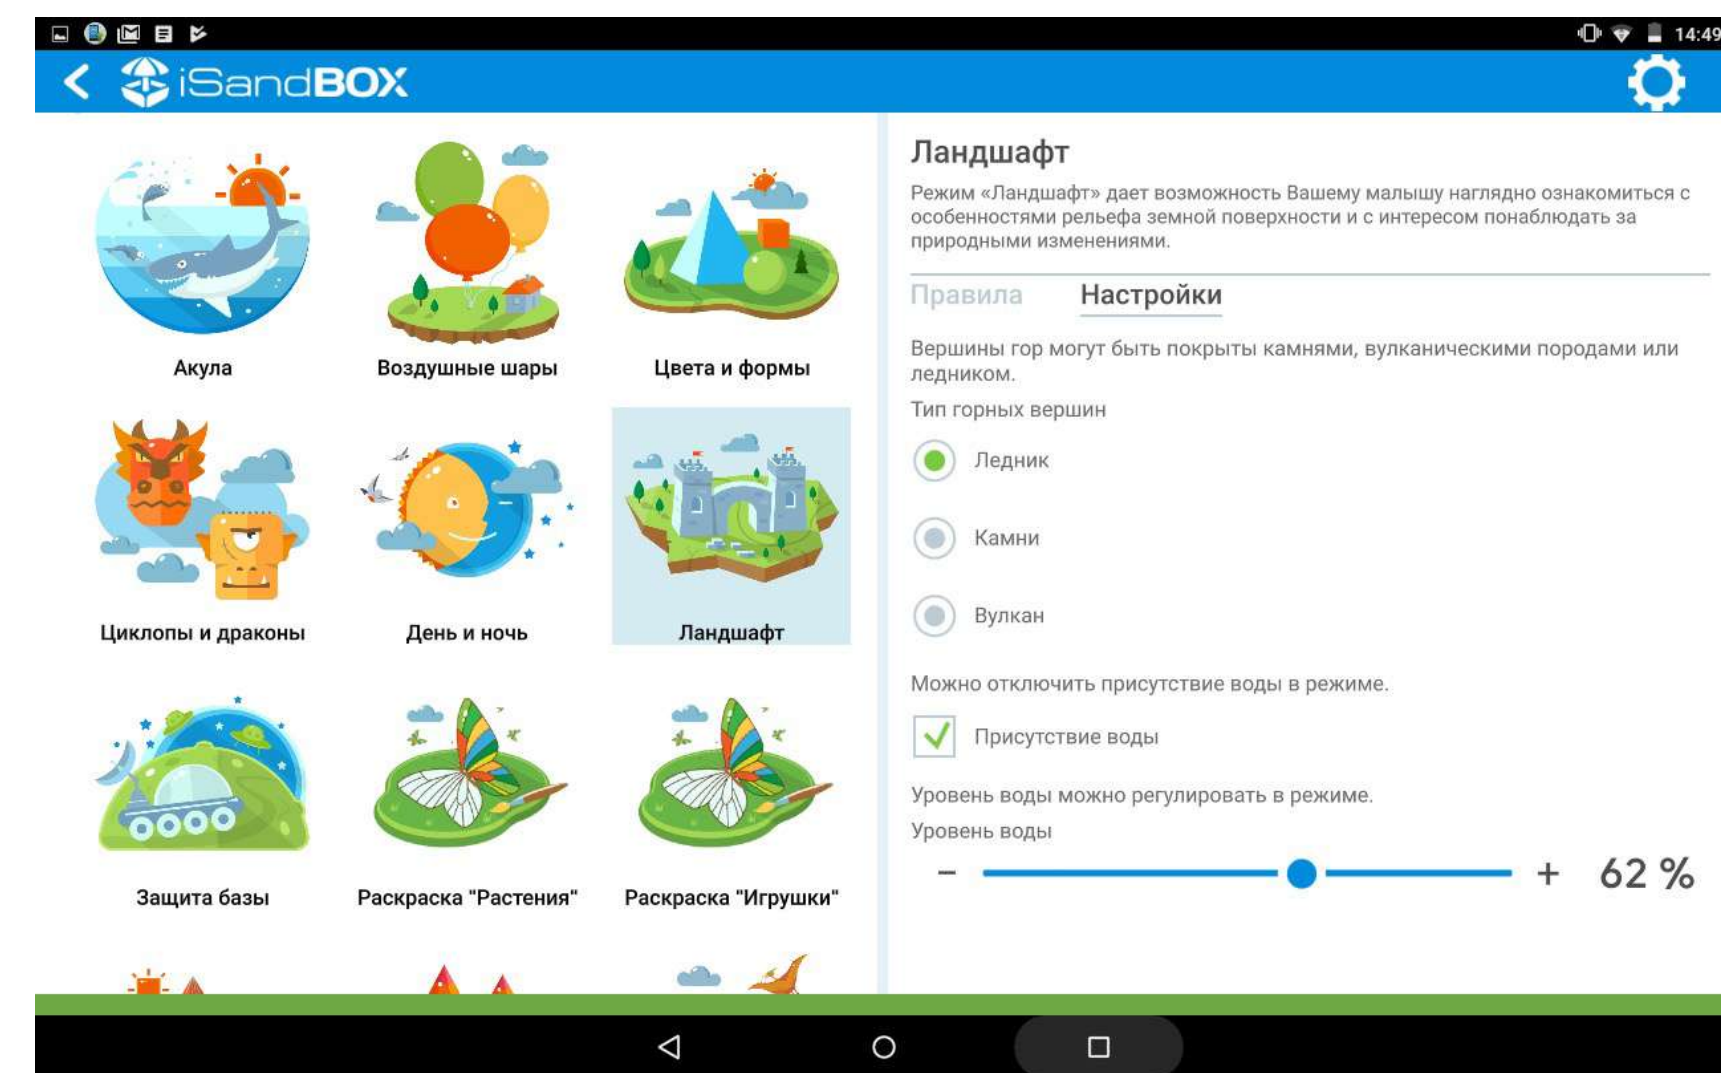 14:49
iSandBOX
Акула
Воздушные шары
Цвета и формы
Циклопы и драконы
День и ночь
Ландшафт
Защита базы
Раскраска "Растения"
Раскраска "Игрушки"
Ландшафт
Режим «Ландшафт» дает возможность Вашему малышу наглядно ознакомиться с
особенностями рельефа земной поверхности и с интересом понаблюдать за
природными изменениями.
Правила
Настройки
Вершины гор могут быть покрыты камнями, вулканическими породами или
ледником.
Тип горных вершин
Ледник
Камни
Вулкан
Можно отключить присутствие воды в режиме.
Присутствие воды
Уровень воды можно регулировать в режиме.
Уровень воды
− + 62 %